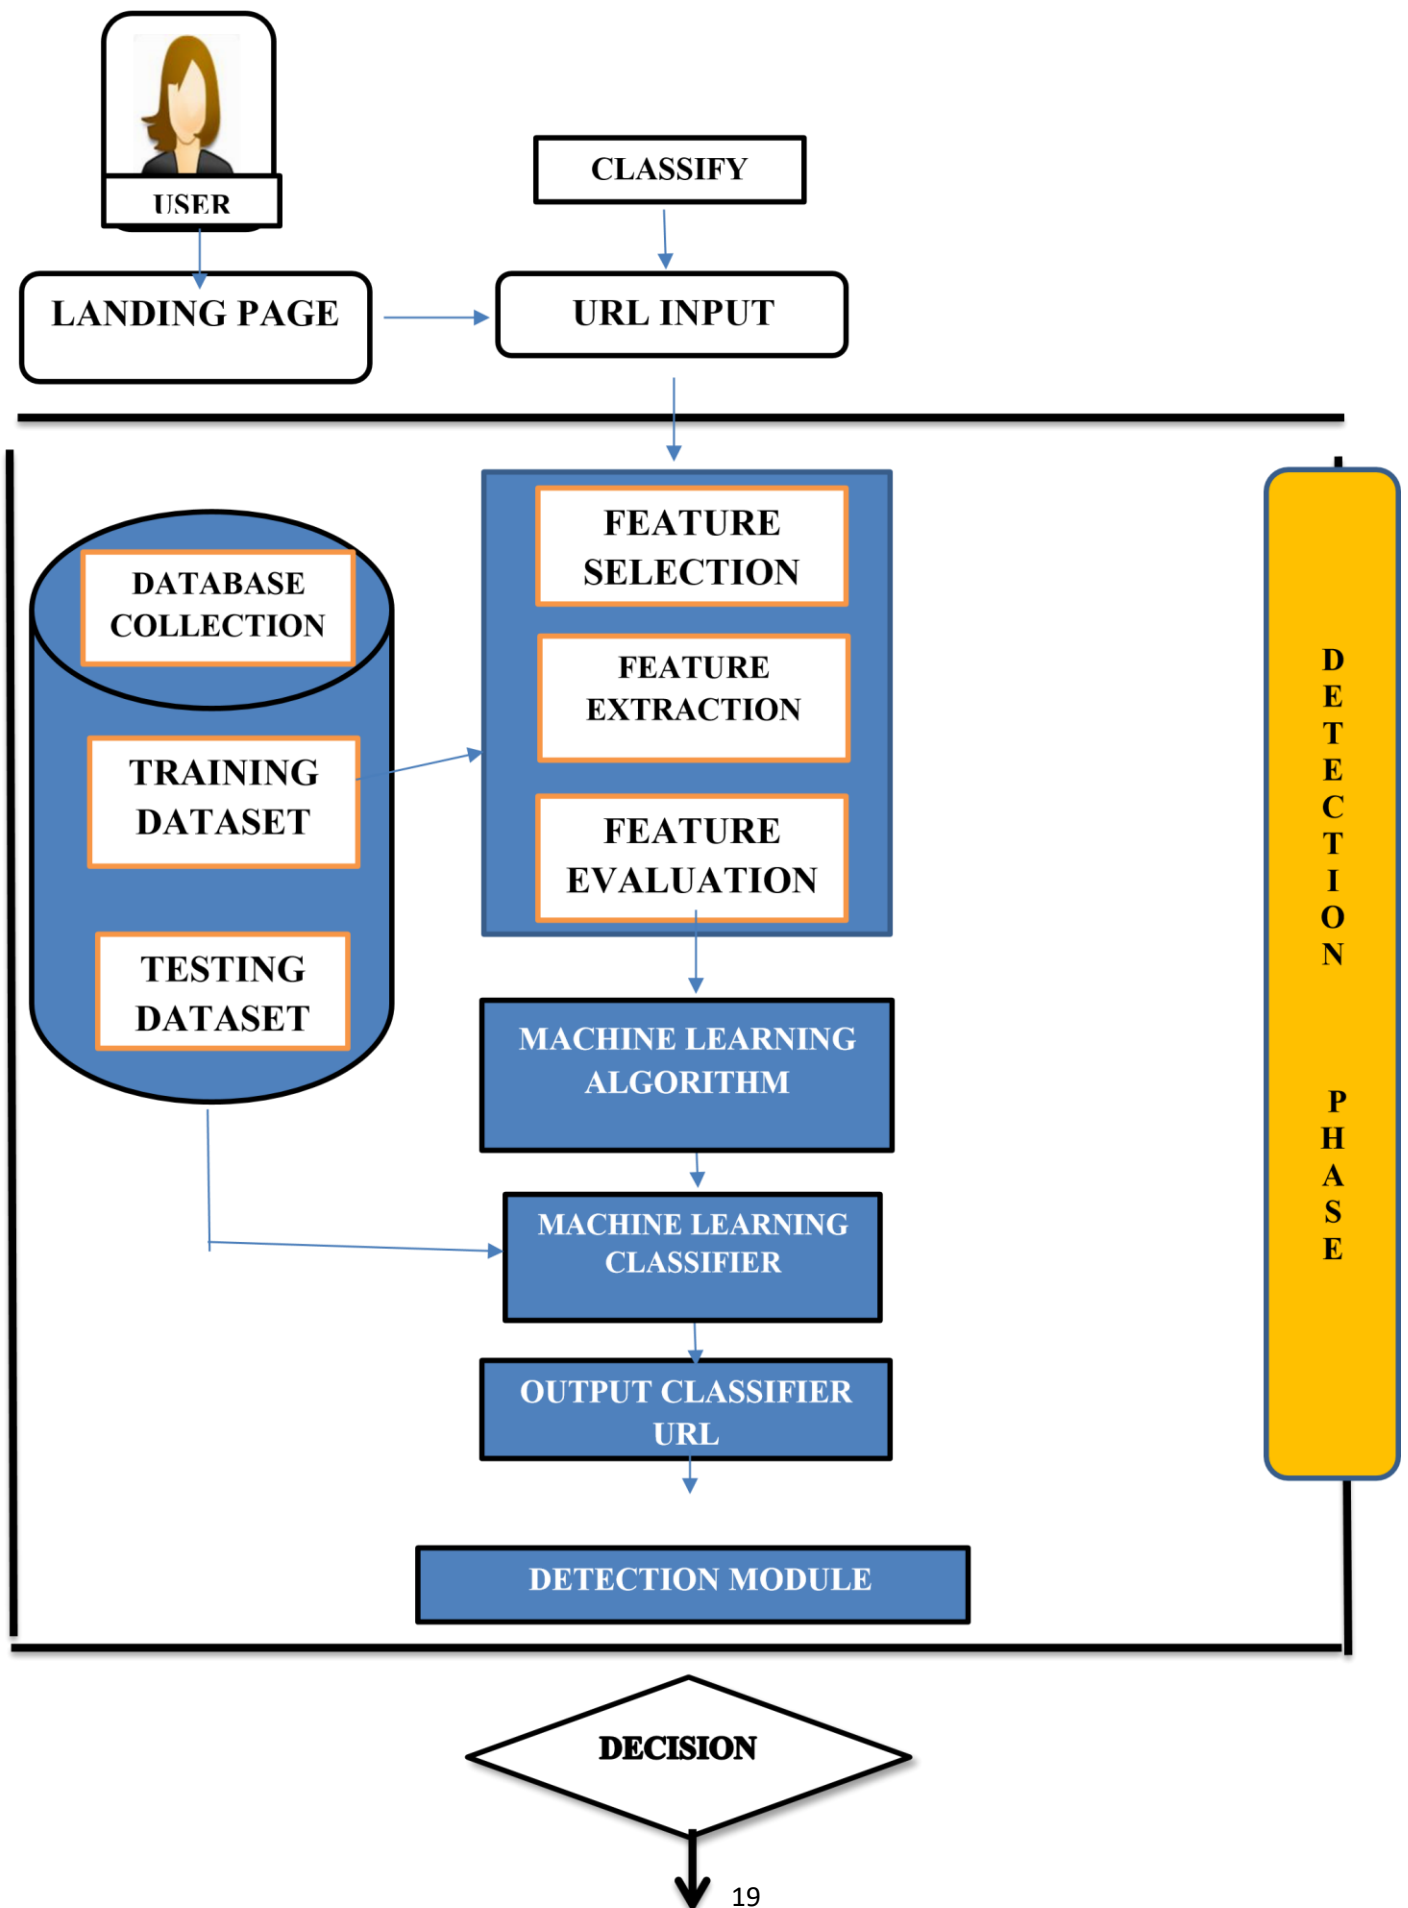 USER
CLASSIFY
LANDING PAGE
URL INPUT
FEATURE
SELECTION
DATABASE
COLLECTION
FEATURE
EXTRACTION
TRAINING
DATASET
FEATURE
EVALUATION
TESTING
DATASET
MACHINE LEARNING
ALGORITHM
MACHINE LEARNING
CLASSIFIER
OUTPUT CLASSIFIER
URL
DETECTION MODULE
D
E
T
E
C
T
I
O
N
P
H
A
S
E
DECISION
19